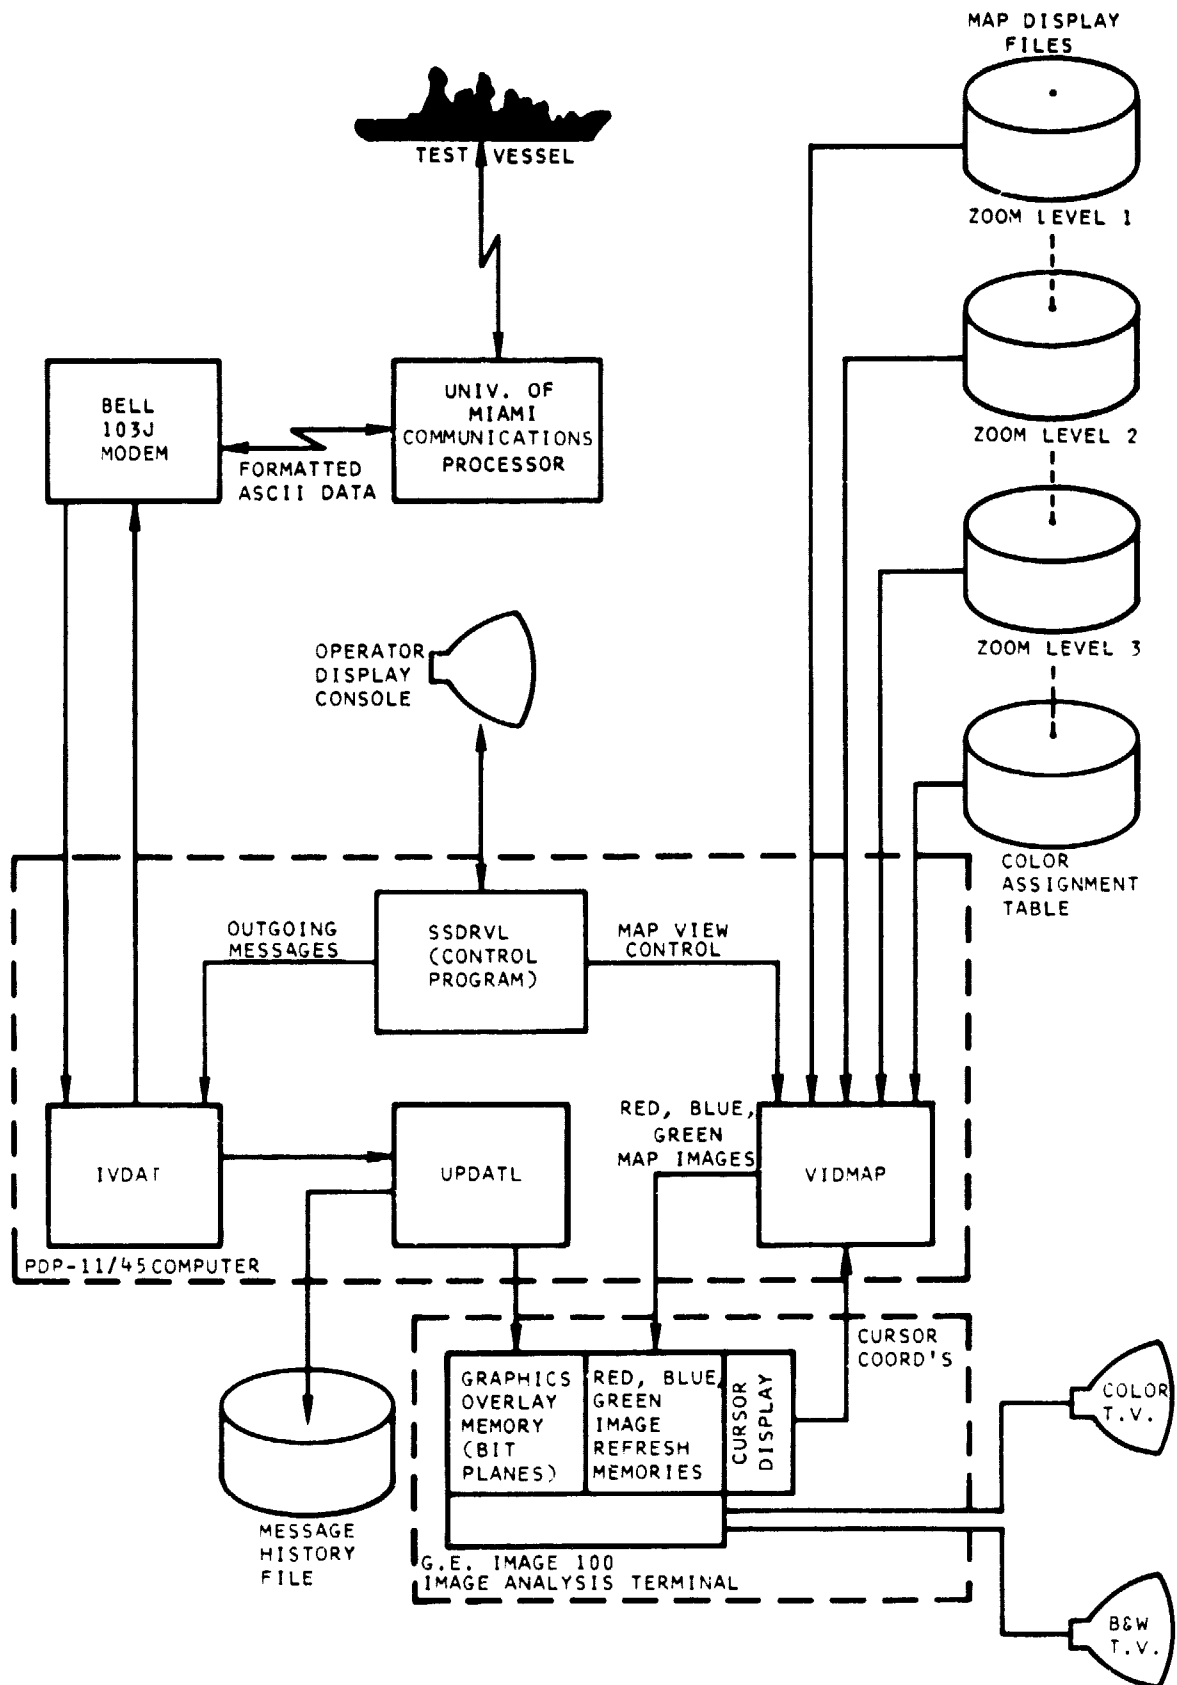 MAP DISPLAY
FILES
TEST VESSEL
ZOOM LEVEL 1
BELL
103J
MODEM
UNIV. OF
MIAMI
COMMUNICATIONS
PROCESSOR
FORMATTED
ASCII DATA
ZOOM LEVEL 2
OPERATOR
DISPLAY
CONSOLE
ZOOM LEVEL 3
COLOR
ASSIGNMENT
TABLE
OUTGOING
MESSAGES
SSDRVL
(CONTROL
PROGRAM)
MAP VIEW
CONTROL
RED, BLUE,
GREEN
MAP IMAGES
IVDAT
UPDATL
VIDMAP
PDP-11/45 COMPUTER
CURSOR
COORD'S
GRAPHICS
OVERLAY
MEMORY
(BIT
PLANES)
RED, BLUE,
GREEN
IMAGE
REFRESH
MEMORIES
CURSOR
DISPLAY
COLOR
T.V.
MESSAGE
HISTORY
FILE
G.E. IMAGE 100
IMAGE ANALYSIS TERMINAL
B&W
T.V.